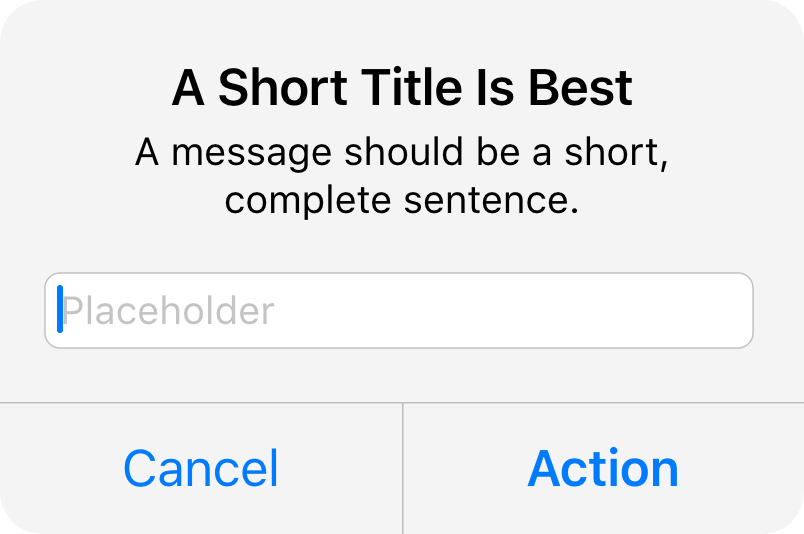 A Short Title Is Best
A message should be a short,
complete sentence.
Placeholder
Cancel
Action